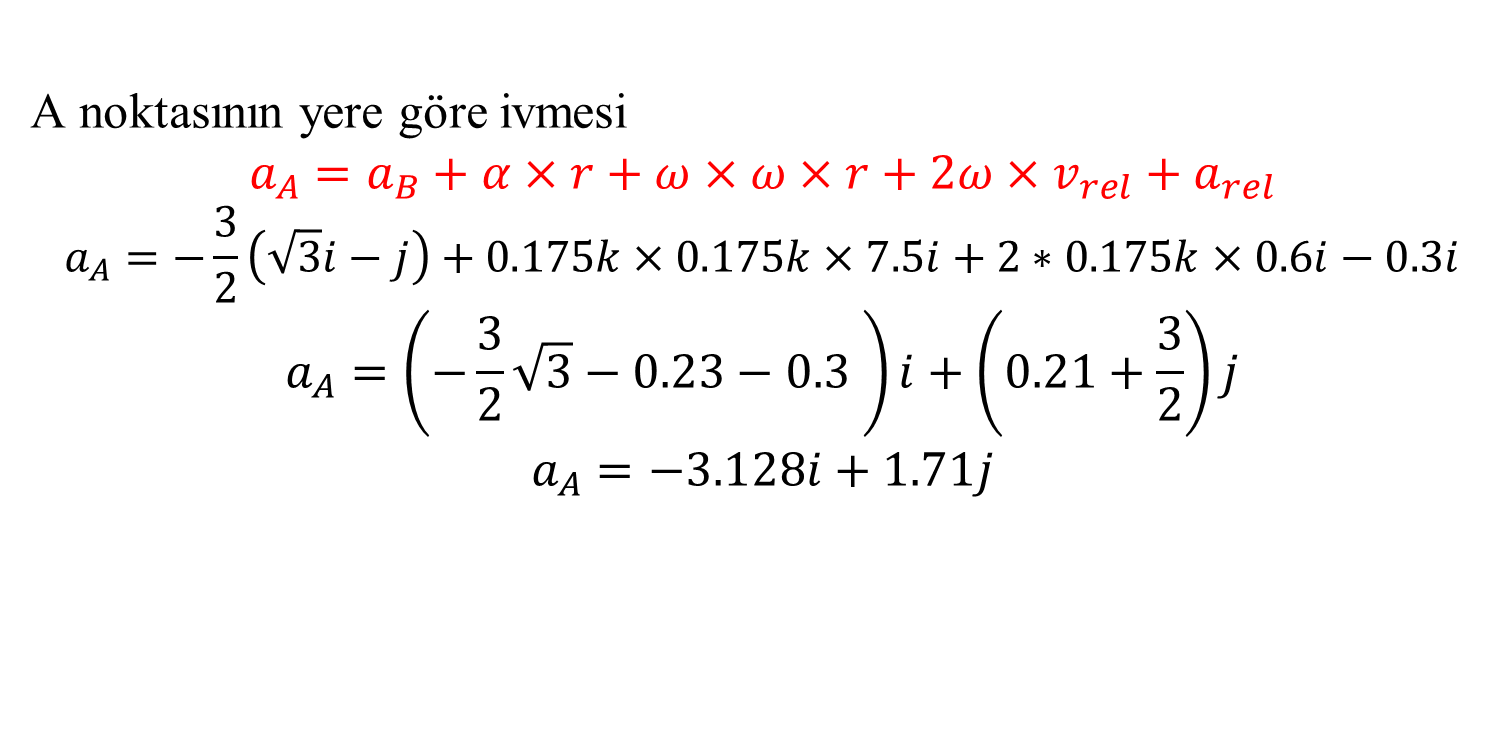 A noktasının yere göre ivmesi
𝑎_𝐴 = 𝑎_𝐵 + 𝛼 × 𝑟 + 𝜔 × 𝜔 × 𝑟 + 2𝜔 × 𝑣_𝑟𝑒𝑙 + 𝑎_𝑟𝑒𝑙
𝑎_𝐴 = −3/2 (√3𝑖 − 𝑗) + 0.175𝑘 × 0.175𝑘 × 7.5𝑖 + 2 ∗ 0.175𝑘 × 0.6𝑖 − 0.3𝑖
𝑎_𝐴 = (−3/2 √3 − 0.23 − 0.3) 𝑖 + (0.21 + 3/2) 𝑗
𝑎_𝐴 = −3.128𝑖 + 1.71𝑗